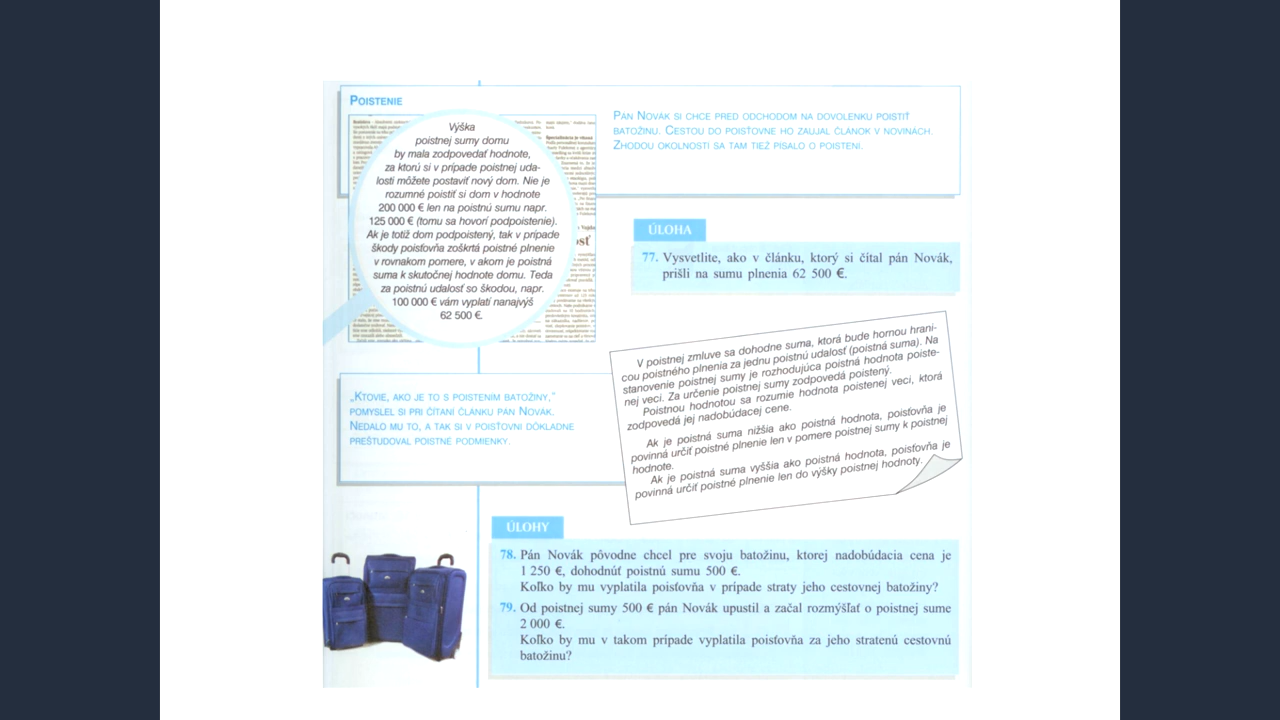 POISTENIE
Výška
poistnej sumy domu
by mala zodpovedať hodnote,
za ktorú si v prípade poistnej uda-
losti môžete postaviť nový dom. Nie je
rozumné poistiť si dom v hodnote
200 000 € len na poistnú sumu napr.
125 000 € (tomu sa hovorí podpoistenie).
Ak je totiž dom podpoistený, tak v prípade
škody poisťovňa zoškrtá poistné plnenie
v rovnakom pomere, v akom je poistná
suma k skutočnej hodnote domu. Teda
za poistnú udalosť so škodou, napr.
100 000 € vám vyplatí nanajvýš
62 500 €.
PÁN NOVÁK SI CHCE PRED ODCHODOM NA DOVOLENKU POISTIŤ
BATOŽINU. CESTOU DO POISŤOVNE HO ZAUJAL ČLÁNOK V NOVINÁCH.
ZHODOU OKOLNOSTÍ SA TAM TIEŽ PÍSALO O POISTENÍ.
ÚLOHA
77. Vysvetlite, ako v článku, ktorý si čítal pán Novák,
prišli na sumu plnenia 62 500 €.
V poistnej zmluve sa dohodne suma, ktorá bude hornou hrani-
cou poistného plnenia za jednu poistnú udalosť (poistná suma). Na
stanovenie poistnej sumy je rozhodujúca poistná hodnota poiste-
nej veci. Za určenie poistnej sumy zodpovedá poistený.
Poistnou hodnotou sa rozumie hodnota poistenej veci, ktorá
zodpovedá jej nadobúdacej cene.
Ak je poistná suma nižšia ako poistná hodnota, poisťovňa je
povinná určiť poistné plnenie len v pomere poistnej sumy k poistnej
hodnote.
Ak je poistná suma vyššia ako poistná hodnota, poisťovňa je
povinná určiť poistné plnenie len do výšky poistnej hodnoty.
„KTOVIE, AKO JE TO S POISTENÍM BATOŽINY,“
POMYSLEL SI PRI ČÍTANÍ ČLÁNKU PÁN NOVÁK.
NEDALO MU TO, A TAK SI V POISŤOVNI DÔKLADNE
PREŠTUDOVAL POISTNÉ PODMIENKY.
ÚLOHY
78. Pán Novák pôvodne chcel pre svoju batožinu, ktorej nadobúdacia cena je
1 250 €, dohodnúť poistnú sumu 500 €.
Koľko by mu vyplatila poisťovňa v prípade straty jeho cestovnej batožiny?
79. Od poistnej sumy 500 € pán Novák upustil a začal rozmýšľať o poistnej sume
2 000 €.
Koľko by mu v takom prípade vyplatila poisťovňa za jeho stratenú cestovnú
batožinu?